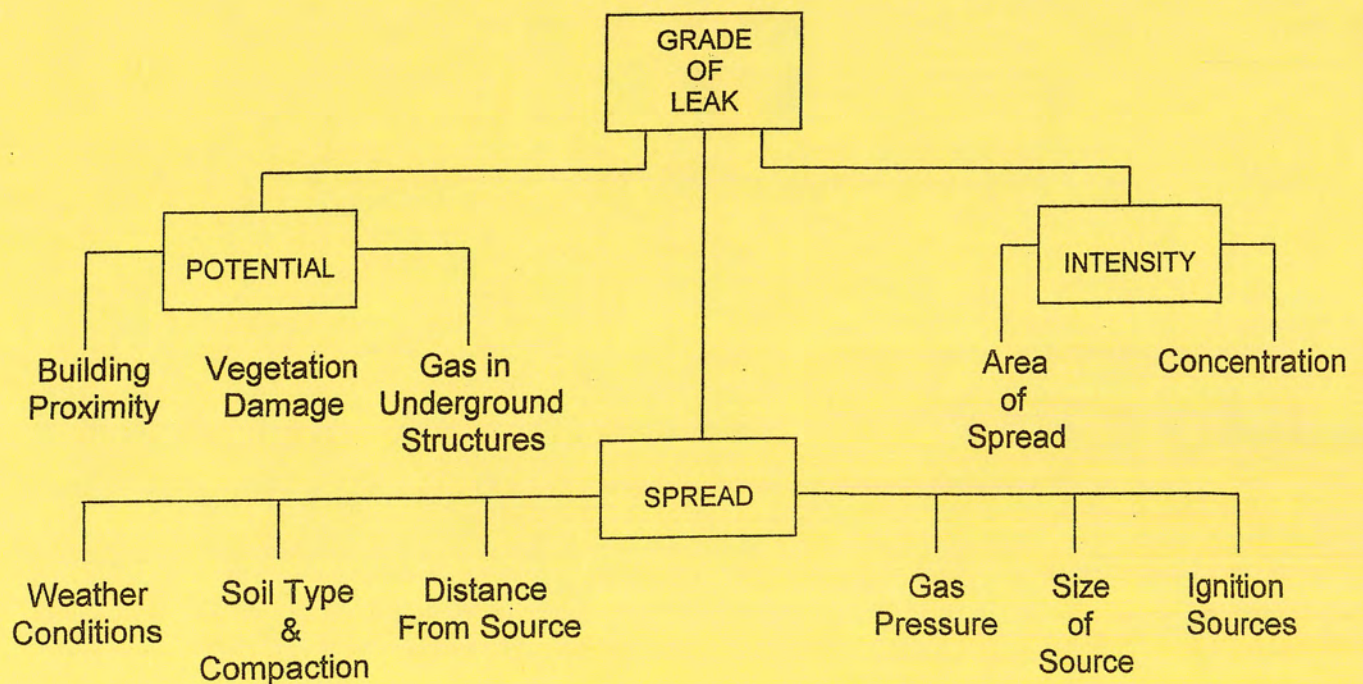 GRADE
OF
LEAK
POTENTIAL
INTENSITY
Building
Proximity
Vegetation
Damage
Gas in
Underground
Structures
Area
of
Spread
Concentration
SPREAD
Weather
Conditions
Soil Type
&
Compaction
Distance
From Source
Gas
Pressure
Size
of
Source
Ignition
Sources